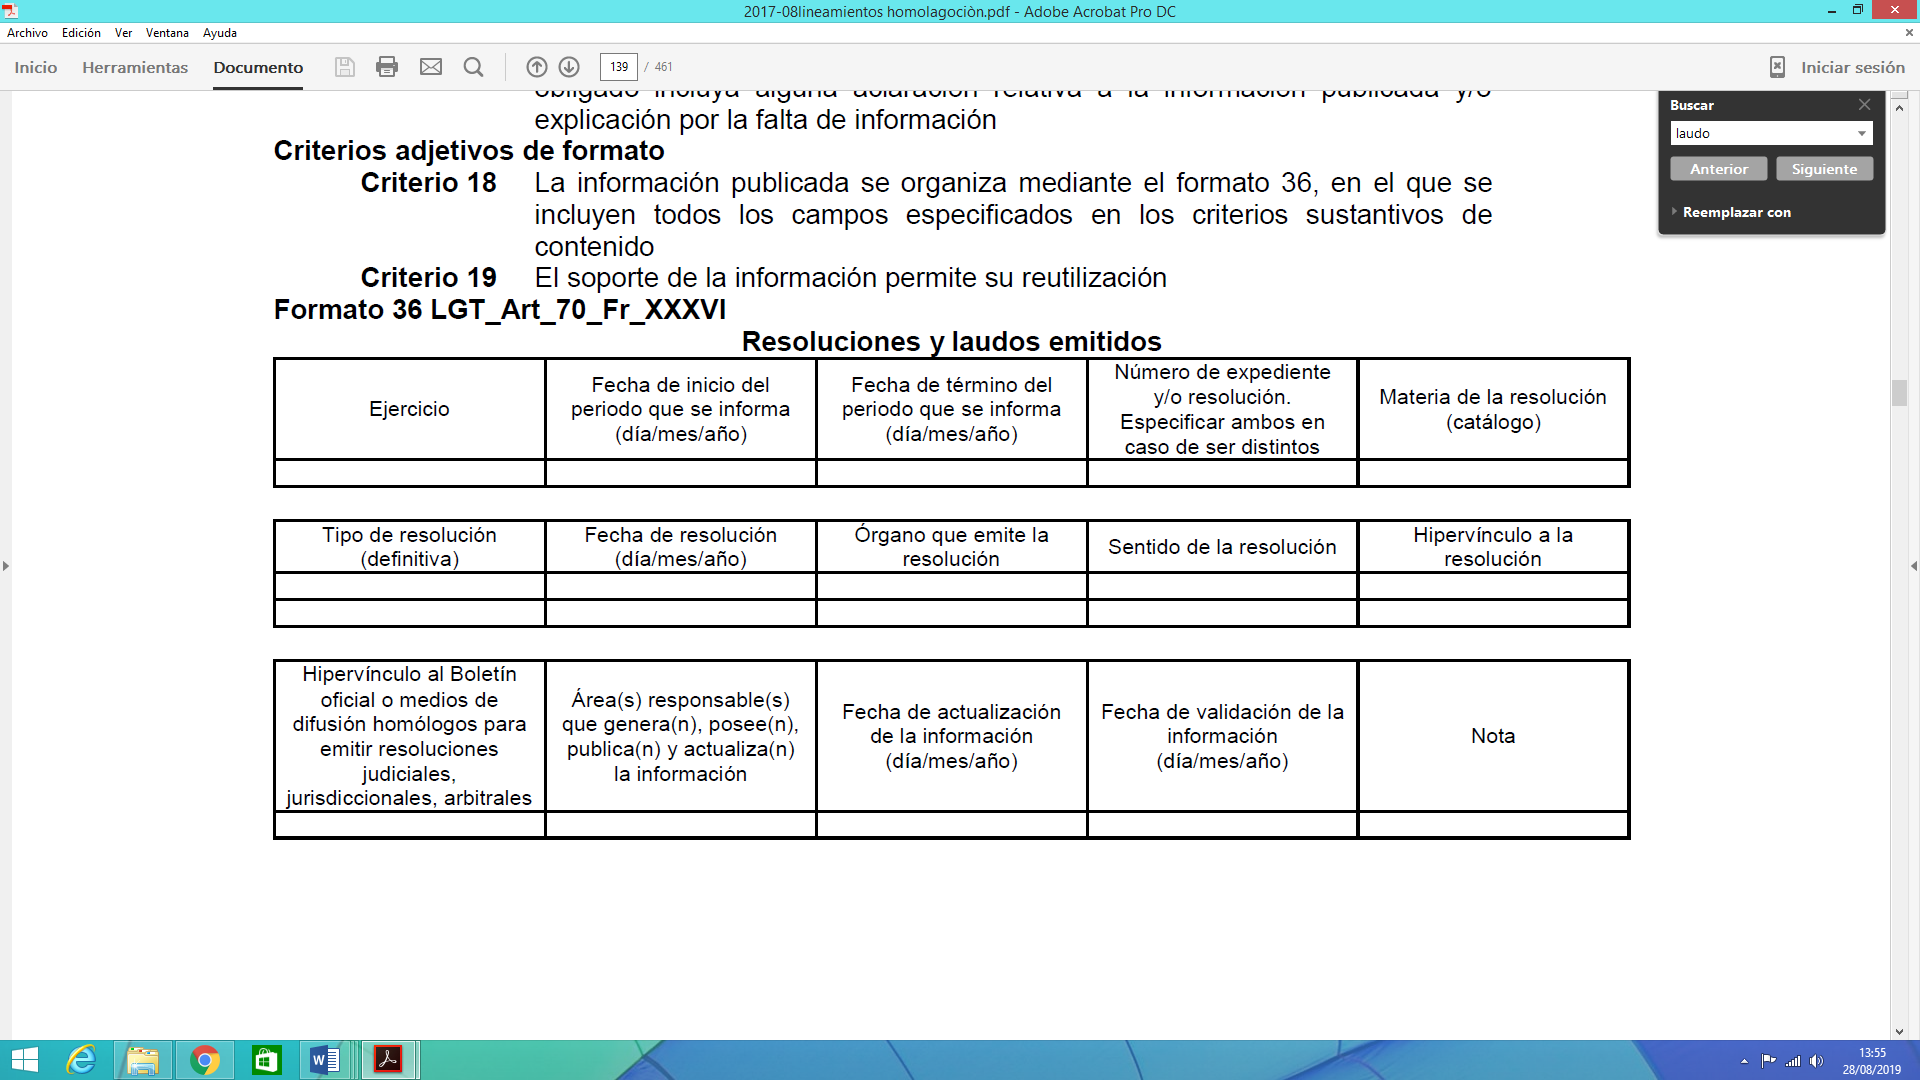 2017-08lineamientos homolagociòn.pdf - Adobe Acrobat Pro DC
Archivo Edición Ver Ventana Ayuda
Inicio Herramientas Documento 139 / 461 Iniciar sesión
obligado incluya alguna aclaración relativa a la información publicada y/o
explicación por la falta de información
Criterios adjetivos de formato
Criterio 18 La información publicada se organiza mediante el formato 36, en el que se
incluyen todos los campos especificados en los criterios sustantivos de
contenido
Criterio 19 El soporte de la información permite su reutilización
Formato 36 LGT_Art_70_Fr_XXXVI
Resoluciones y laudos emitidos
Ejercicio
Fecha de inicio del
periodo que se informa
(día/mes/año)
Fecha de término del
periodo que se informa
(día/mes/año)
Número de expediente
y/o resolución.
Especificar ambos en
caso de ser distintos
Materia de la resolución
(catálogo)
Tipo de resolución
(definitiva)
Fecha de resolución
(día/mes/año)
Órgano que emite la
resolución
Sentido de la resolución
Hipervínculo a la
resolución
Hipervínculo al Boletín
oficial o medios de
difusión homólogos para
emitir resoluciones
judiciales,
jurisdiccionales, arbitrales
Área(s) responsable(s)
que genera(n), posee(n),
publica(n) y actualiza(n)
la información
Fecha de actualización
de la información
(día/mes/año)
Fecha de validación de la
información
(día/mes/año)
Nota
Buscar
laudo
Anterior Siguiente
Reemplazar con
13:55
28/08/2019